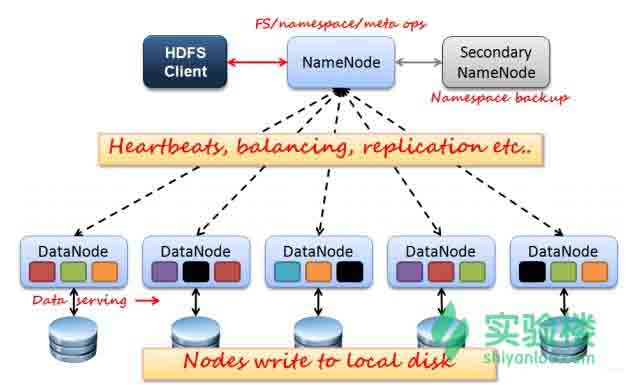 FS/namespace/meta ops
HDFS
Client
NameNode
Secondary
NameNode
Namespace backup
Heartbeats, balancing, replication etc..
DataNode
DataNode
DataNode
DataNode
DataNode
Data serving
实验楼
shiyanlou.com
Nodes write to local disk